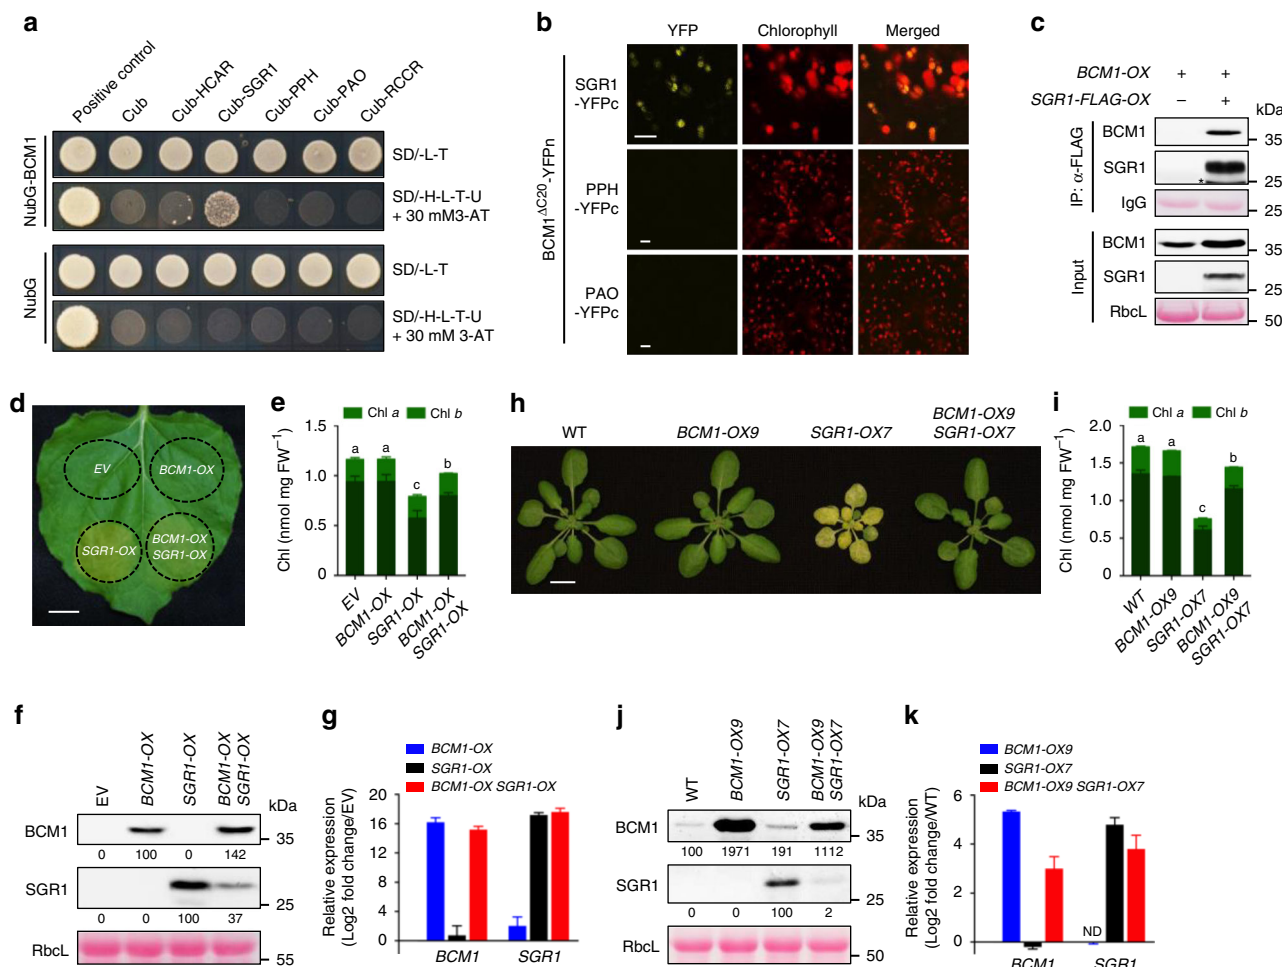 a
Positive control
Cub
Cub-HCAR
Cub-SGR1
Cub-PPH
Cub-PAO
Cub-RCCR
NubG-BCM1
SD/-L-T
SD/-H-L-T-U
+ 30 mM3-AT
NubG
SD/-L-T
SD/-H-L-T-U
+ 30 mM 3-AT
b
YFP
Chlorophyll
Merged
BCM1ΔC20-YFPn
SGR1
-YFPc
PPH
-YFPc
PAO
-YFPc
c
BCM1-OX + +
SGR1-FLAG-OX – +
kDa
IP: α-FLAG
BCM1
35
SGR1
*
25
IgG
25
Input
BCM1
35
SGR1
25
RbcL
50
d
EV
BCM1-OX
SGR1-OX
BCM1-OX
SGR1-OX
e
Chl a
Chl b
Chl (nmol mg FW–1)
1.5
1.0
0.5
0
a
a
c
b
EV
BCM1-OX
SGR1-OX
BCM1-OX
SGR1-OX
h
WT
BCM1-OX9
SGR1-OX7
BCM1-OX9
SGR1-OX7
i
Chl a
Chl b
Chl (nmol mg FW–1)
2.0
1.5
1.0
0.5
0
a
a
c
b
WT
BCM1-OX9
SGR1-OX7
BCM1-OX9
SGR1-OX7
f
EV
BCM1-OX
SGR1-OX
BCM1-OX
SGR1-OX
kDa
BCM1
35
0 100 0 142
SGR1
25
0 0 100 37
RbcL
55
g
BCM1-OX
SGR1-OX
BCM1-OX SGR1-OX
Relative expression
(Log2 fold change/EV)
20
16
12
8
4
0
BCM1
SGR1
j
WT
BCM1-OX9
SGR1-OX7
BCM1-OX9
SGR1-OX7
kDa
BCM1
35
100 1971 191 1112
SGR1
25
0 0 100 2
RbcL
50
k
BCM1-OX9
SGR1-OX7
BCM1-OX9 SGR1-OX7
Relative expression
(Log2 fold change/WT)
6
4
2
0
ND
BCM1
SGR1